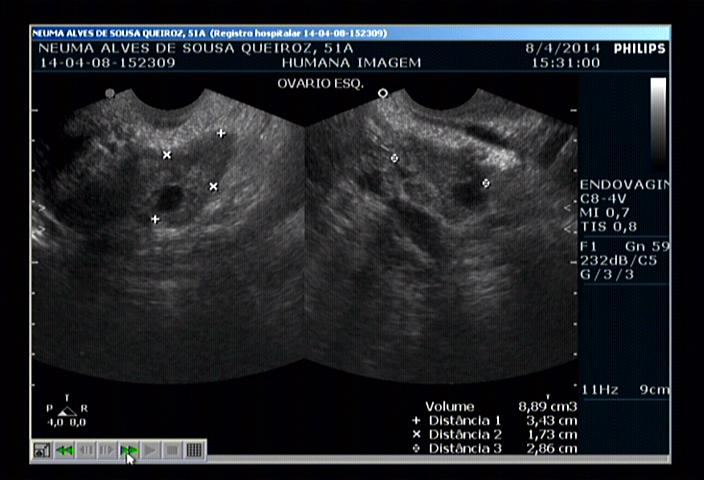 NEUMA ALVES DE SOUSA QUEIROZ, 51A (Registro hospitalar 14-04-08-152309)
NEUMA ALVES DE SOUSA QUEIROZ, 51A 8/4/2014 PHILIPS
14-04-08-152309 HUMANA IMAGEM 15:31:00
OVARIO ESQ.
ENDOVAGIN
C8-4V
MI 0,7
TIS 0,8
F1 Gn 59
232dB/C5
G/3/3
11Hz 9cm
P T R
4,0 8,0
Volume 8,89 cm3
+ Distância 1 3,43 cm
× Distância 2 1,73 cm
Distância 3 2,86 cm